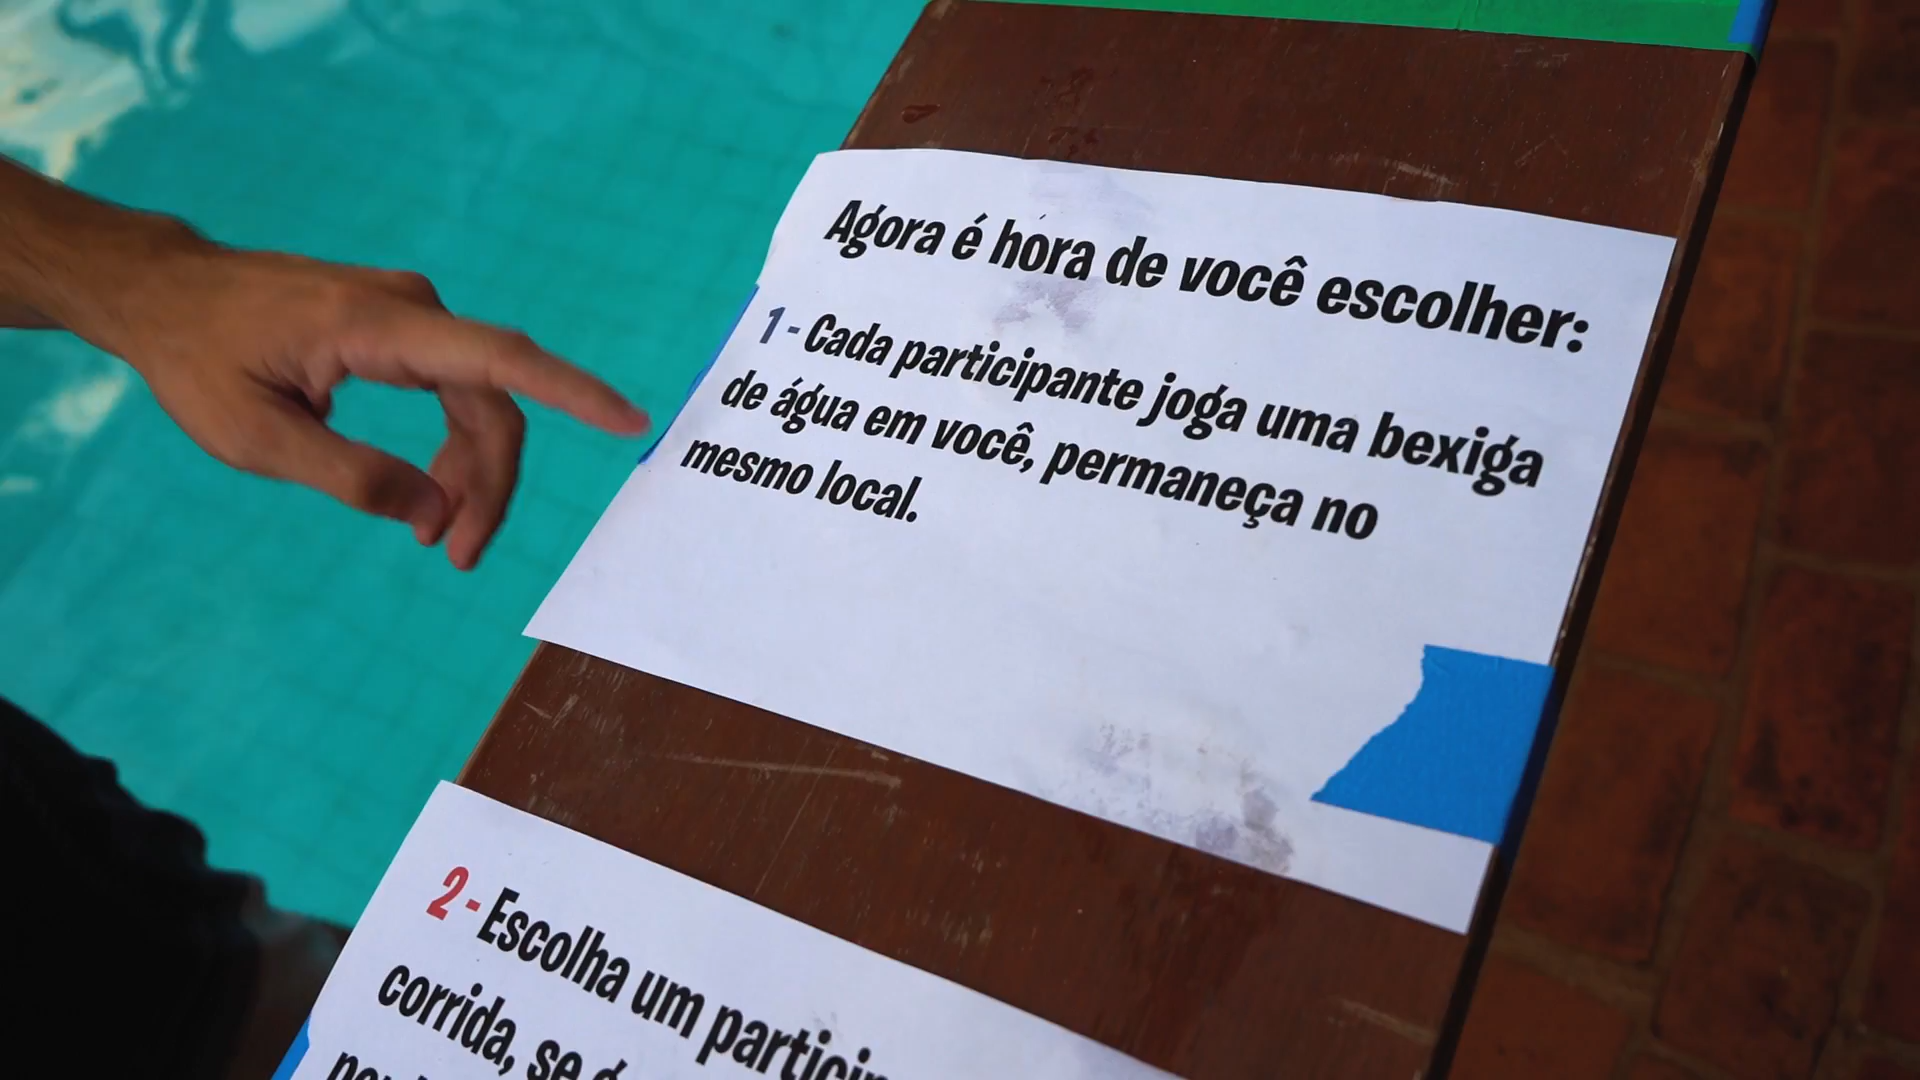 Agora é hora de você escolher:
1 - Cada participante joga uma bexiga
de água em você, permaneça no
mesmo local.
2 - Escolha um
corrida, se